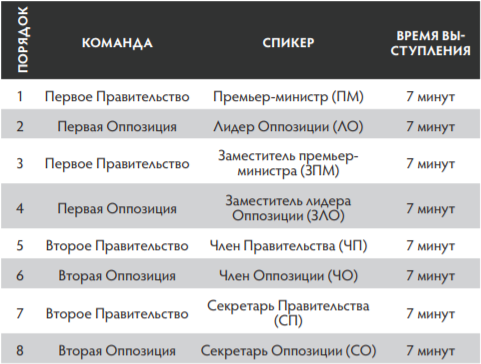 ПОРЯДОК КОМАНДА СПИКЕР ВРЕМЯ ВЫ-
СТУПЛЕНИЯ
1 Первое Правительство Премьер-министр (ПМ) 7 минут
2 Первая Оппозиция Лидер Оппозиции (ЛО) 7 минут
3 Первое Правительство Заместитель премьер-
министра (ЗПМ) 7 минут
4 Первая Оппозиция Заместитель лидера
Оппозиции (ЗЛО) 7 минут
5 Второе Правительство Член Правительства (ЧП) 7 минут
6 Вторая Оппозиция Член Оппозиции (ЧО) 7 минут
7 Второе Правительство Секретарь Правительства
(СП) 7 минут
8 Вторая Оппозиция Секретарь Оппозиции (СО) 7 минут